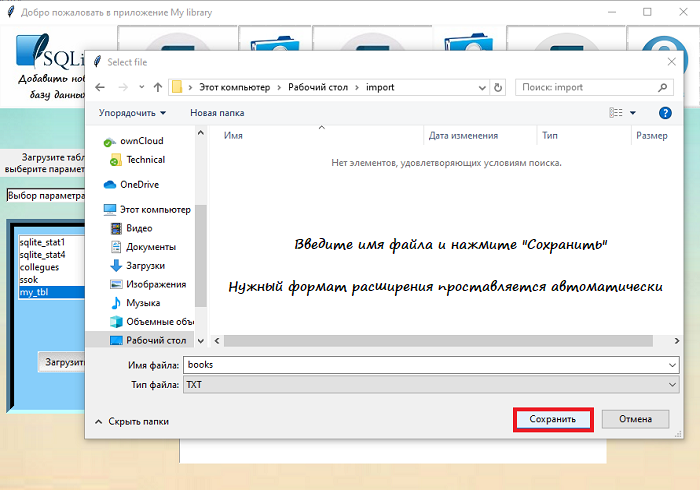 Добро пожаловать в приложение My library
SQLi
Добавить нов
базу данны
Загрузите табл
выберите парамет
Выбор параметра
sqlite_stat1
sqlite_stat4
collegues
ssok
my_tbl
Загрузить
Select file
Этот компьютер
Рабочий стол
import
Поиск: import
Упорядочить
Новая папка
ownCloud
Technical
OneDrive
Этот компьютер
Видео
Документы
Загрузки
Изображения
Музыка
Объемные объе
Рабочий стол
Имя
Дата изменения
Тип
Размер
Нет элементов, удовлетворяющих условиям поиска.
Введите имя файла и нажмите "Сохранить"
Нужный формат расширения проставляется автоматически
Имя файла:
books
Тип файла:
TXT
Скрыть папки
Сохранить
Отмена